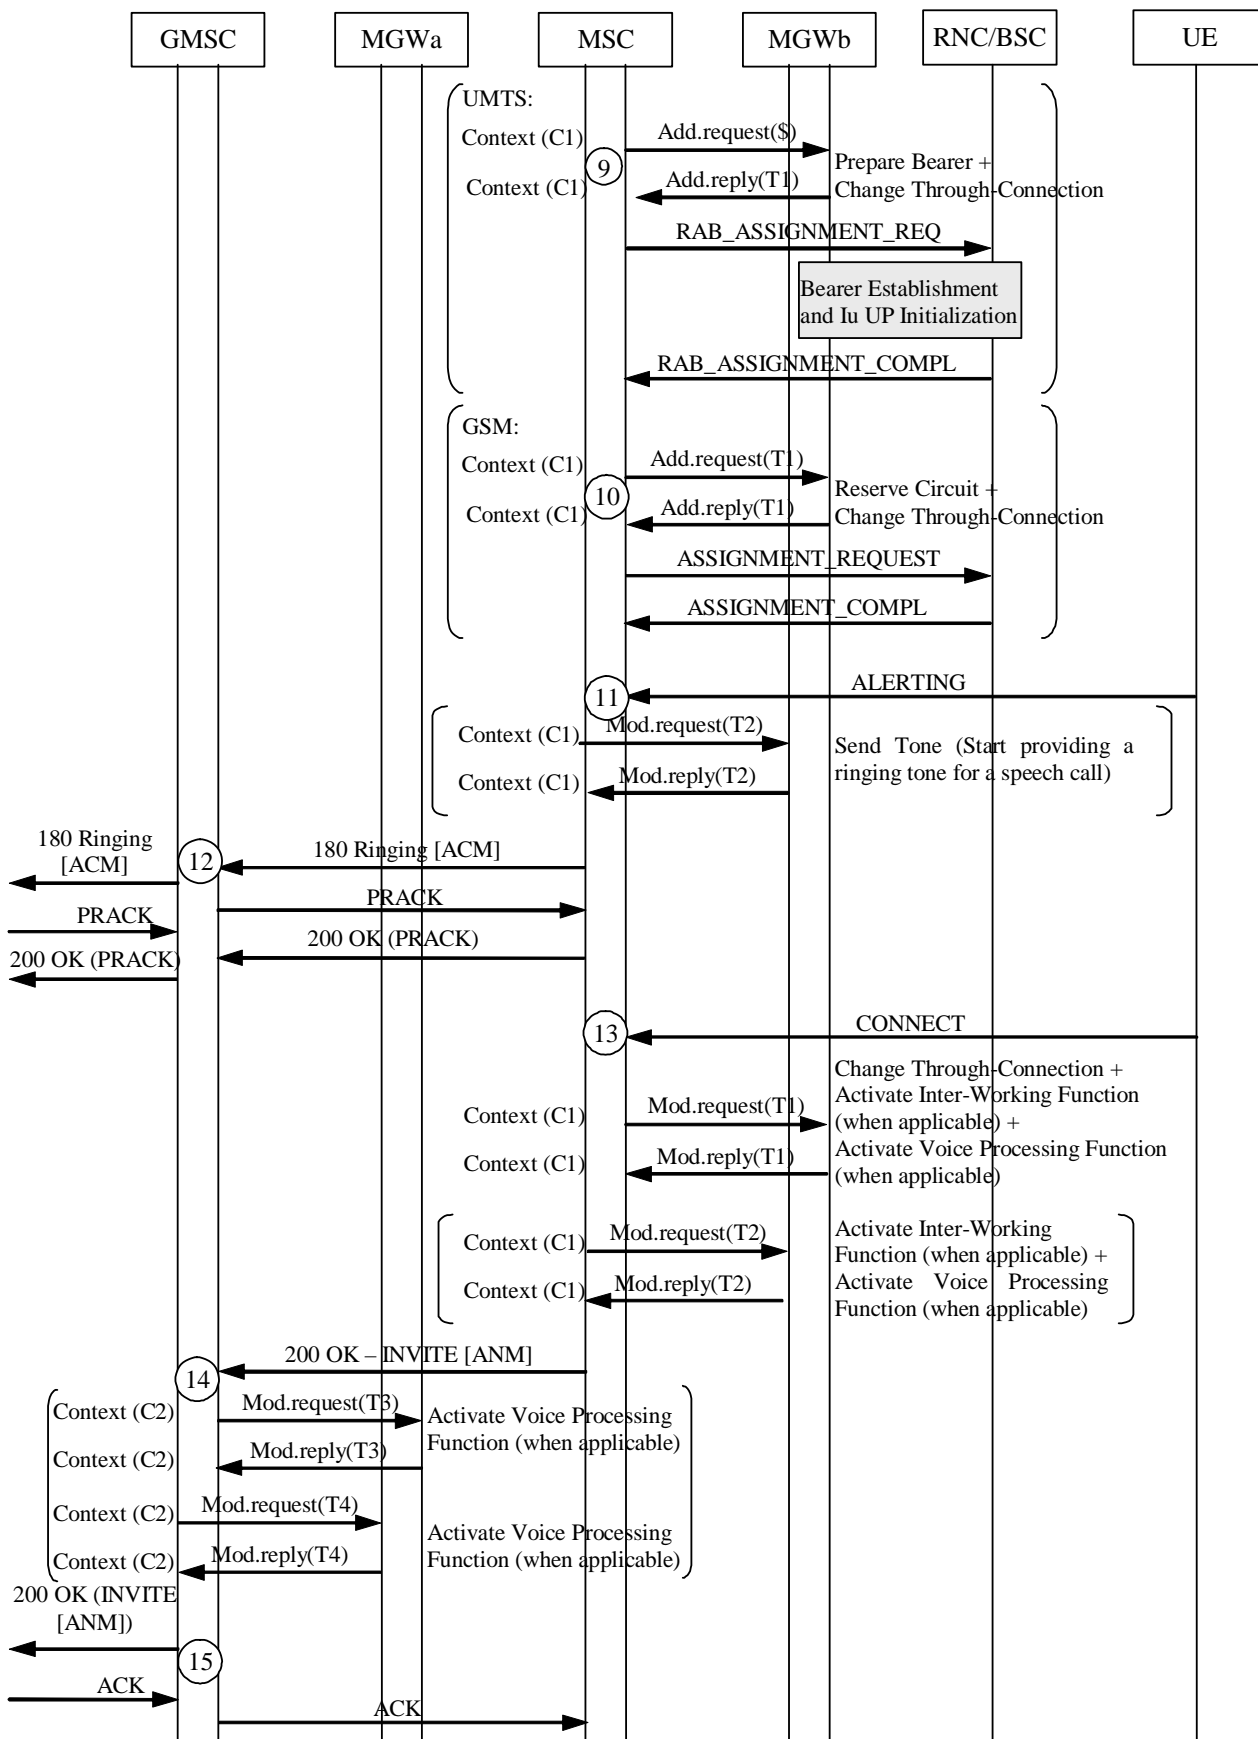 GMSC
MGWa
MSC
MGWb
RNC/BSC
UE
UMTS:
Context (C1)
Add.request($)
9
Prepare Bearer +
Change Through-Connection
Context (C1)
Add.reply(T1)
RAB_ASSIGNMENT_REQ
Bearer Establishment
and Iu UP Initialization
RAB_ASSIGNMENT_COMPL
GSM:
Context (C1)
Add.request(T1)
10
Reserve Circuit +
Change Through-Connection
Context (C1)
Add.reply(T1)
ASSIGNMENT_REQUEST
ASSIGNMENT_COMPL
ALERTING
11
Context (C1)
Mod.request(T2)
Send Tone (Start providing a
ringing tone for a speech call)
Context (C1)
Mod.reply(T2)
180 Ringing
[ACM]
12
180 Ringing [ACM]
PRACK
PRACK
200 OK (PRACK)
200 OK (PRACK)
13
CONNECT
Change Through-Connection +
Activate Inter-Working Function
(when applicable) +
Activate Voice Processing Function
(when applicable)
Context (C1)
Mod.request(T1)
Context (C1)
Mod.reply(T1)
Context (C1)
Mod.request(T2)
Activate Inter-Working
Function (when applicable) +
Activate Voice Processing
Function (when applicable)
Context (C1)
Mod.reply(T2)
200 OK – INVITE [ANM]
14
Context (C2)
Mod.request(T3)
Activate Voice Processing
Function (when applicable)
Context (C2)
Mod.reply(T3)
Context (C2)
Mod.request(T4)
Activate Voice Processing
Function (when applicable)
Context (C2)
Mod.reply(T4)
200 OK (INVITE
[ANM])
15
ACK
ACK